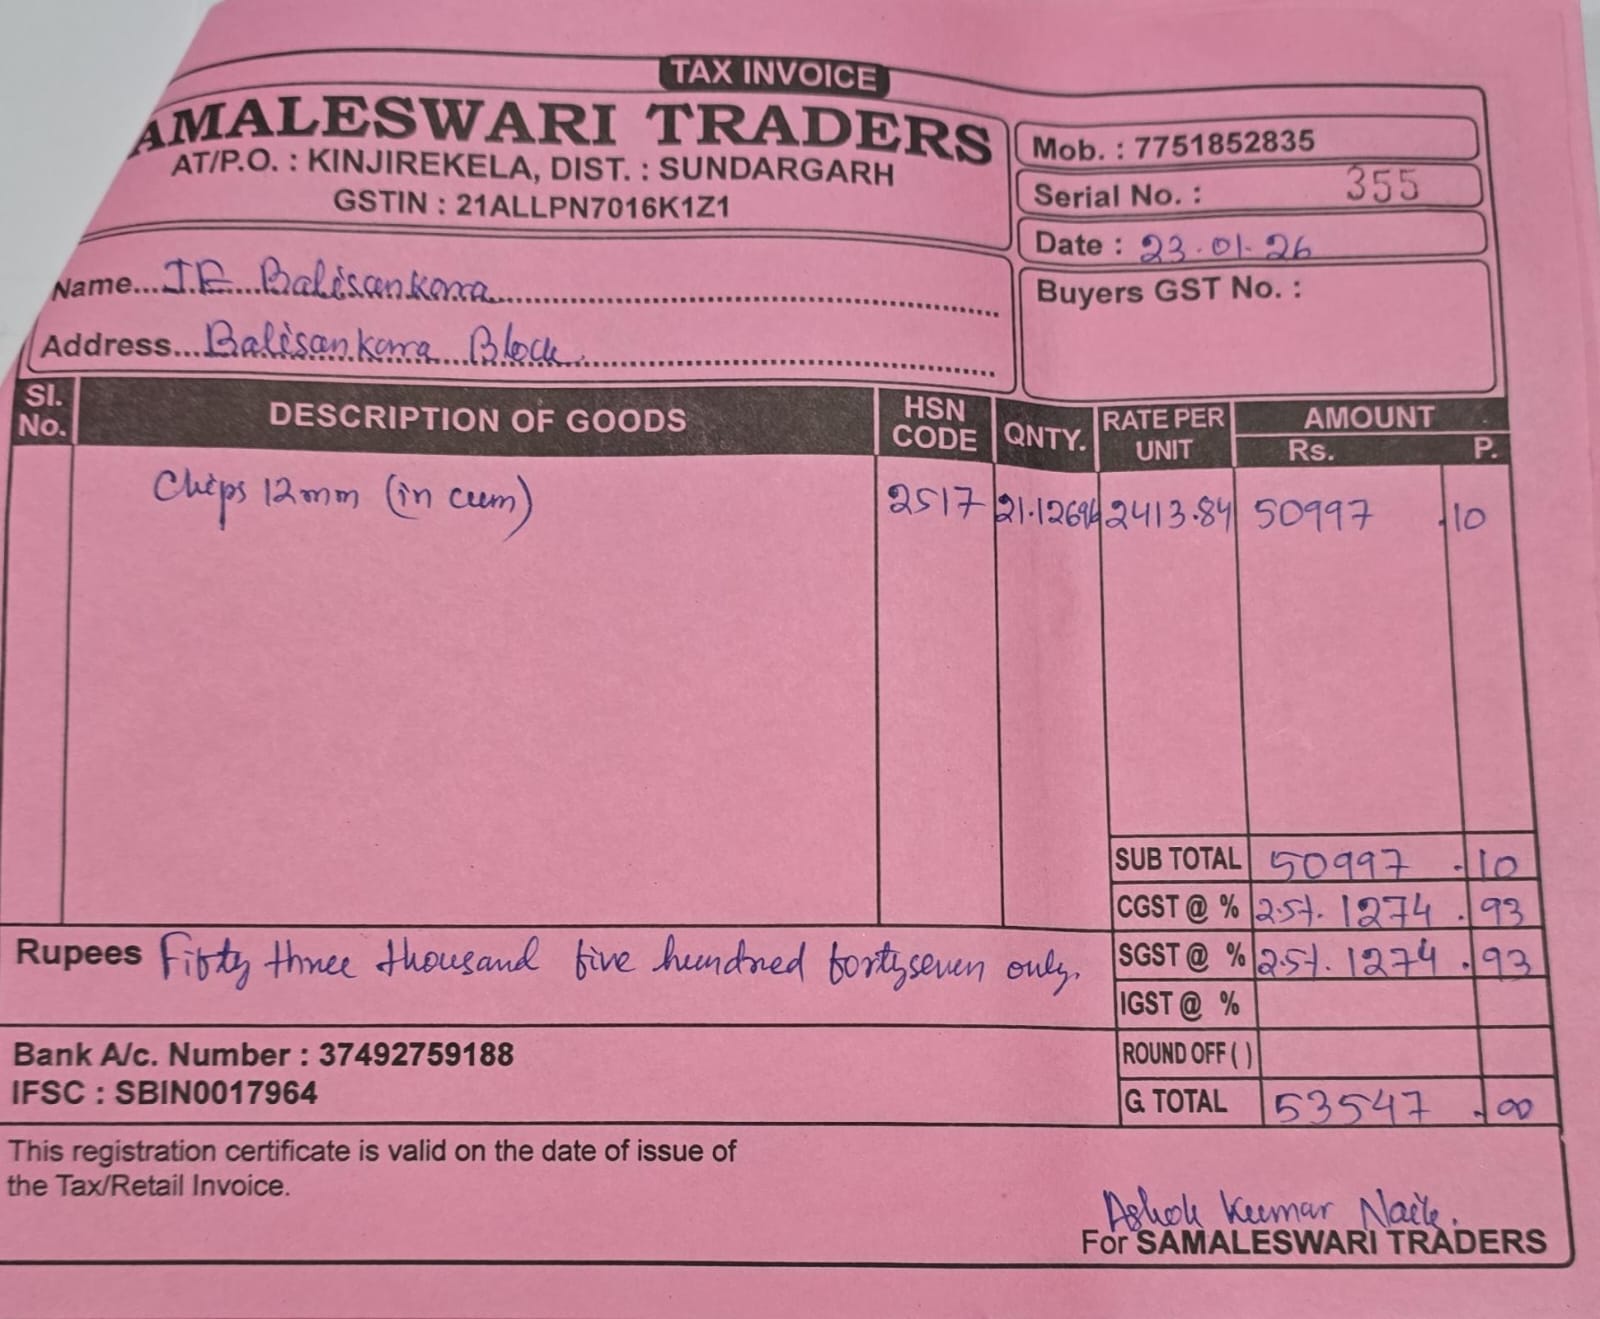 TAX INVOICE
AMALESWARI TRADERS
AT/P.O. : KINJIREKELA, DIST. : SUNDARGARH
GSTIN : 21ALLPN7016K1Z1
Mob. : 7751852835
Serial No. : 355
Date : 23.01.26
Buyers GST No. :
Name... JE Balisankara
Address... Balisankara Block
Sl. No. DESCRIPTION OF GOODS HSN CODE QNTY. RATE PER UNIT AMOUNT Rs. P.
Chips 12mm (in cum) 2517 21.12696 2413.84 50997 .10
SUB TOTAL 50997 .10
CGST @ % 2.5%. 1274 .93
Rupees Fifty three thousand five hundred fortyseven only.
SGST @ % 2.5%. 1274 .93
IGST @ %
ROUND OFF ( )
G. TOTAL 53547 .00
Bank A/c. Number : 37492759188
IFSC : SBIN0017964
This registration certificate is valid on the date of issue of
the Tax/Retail Invoice.
Ashok Kumar Naik.
For SAMALESWARI TRADERS